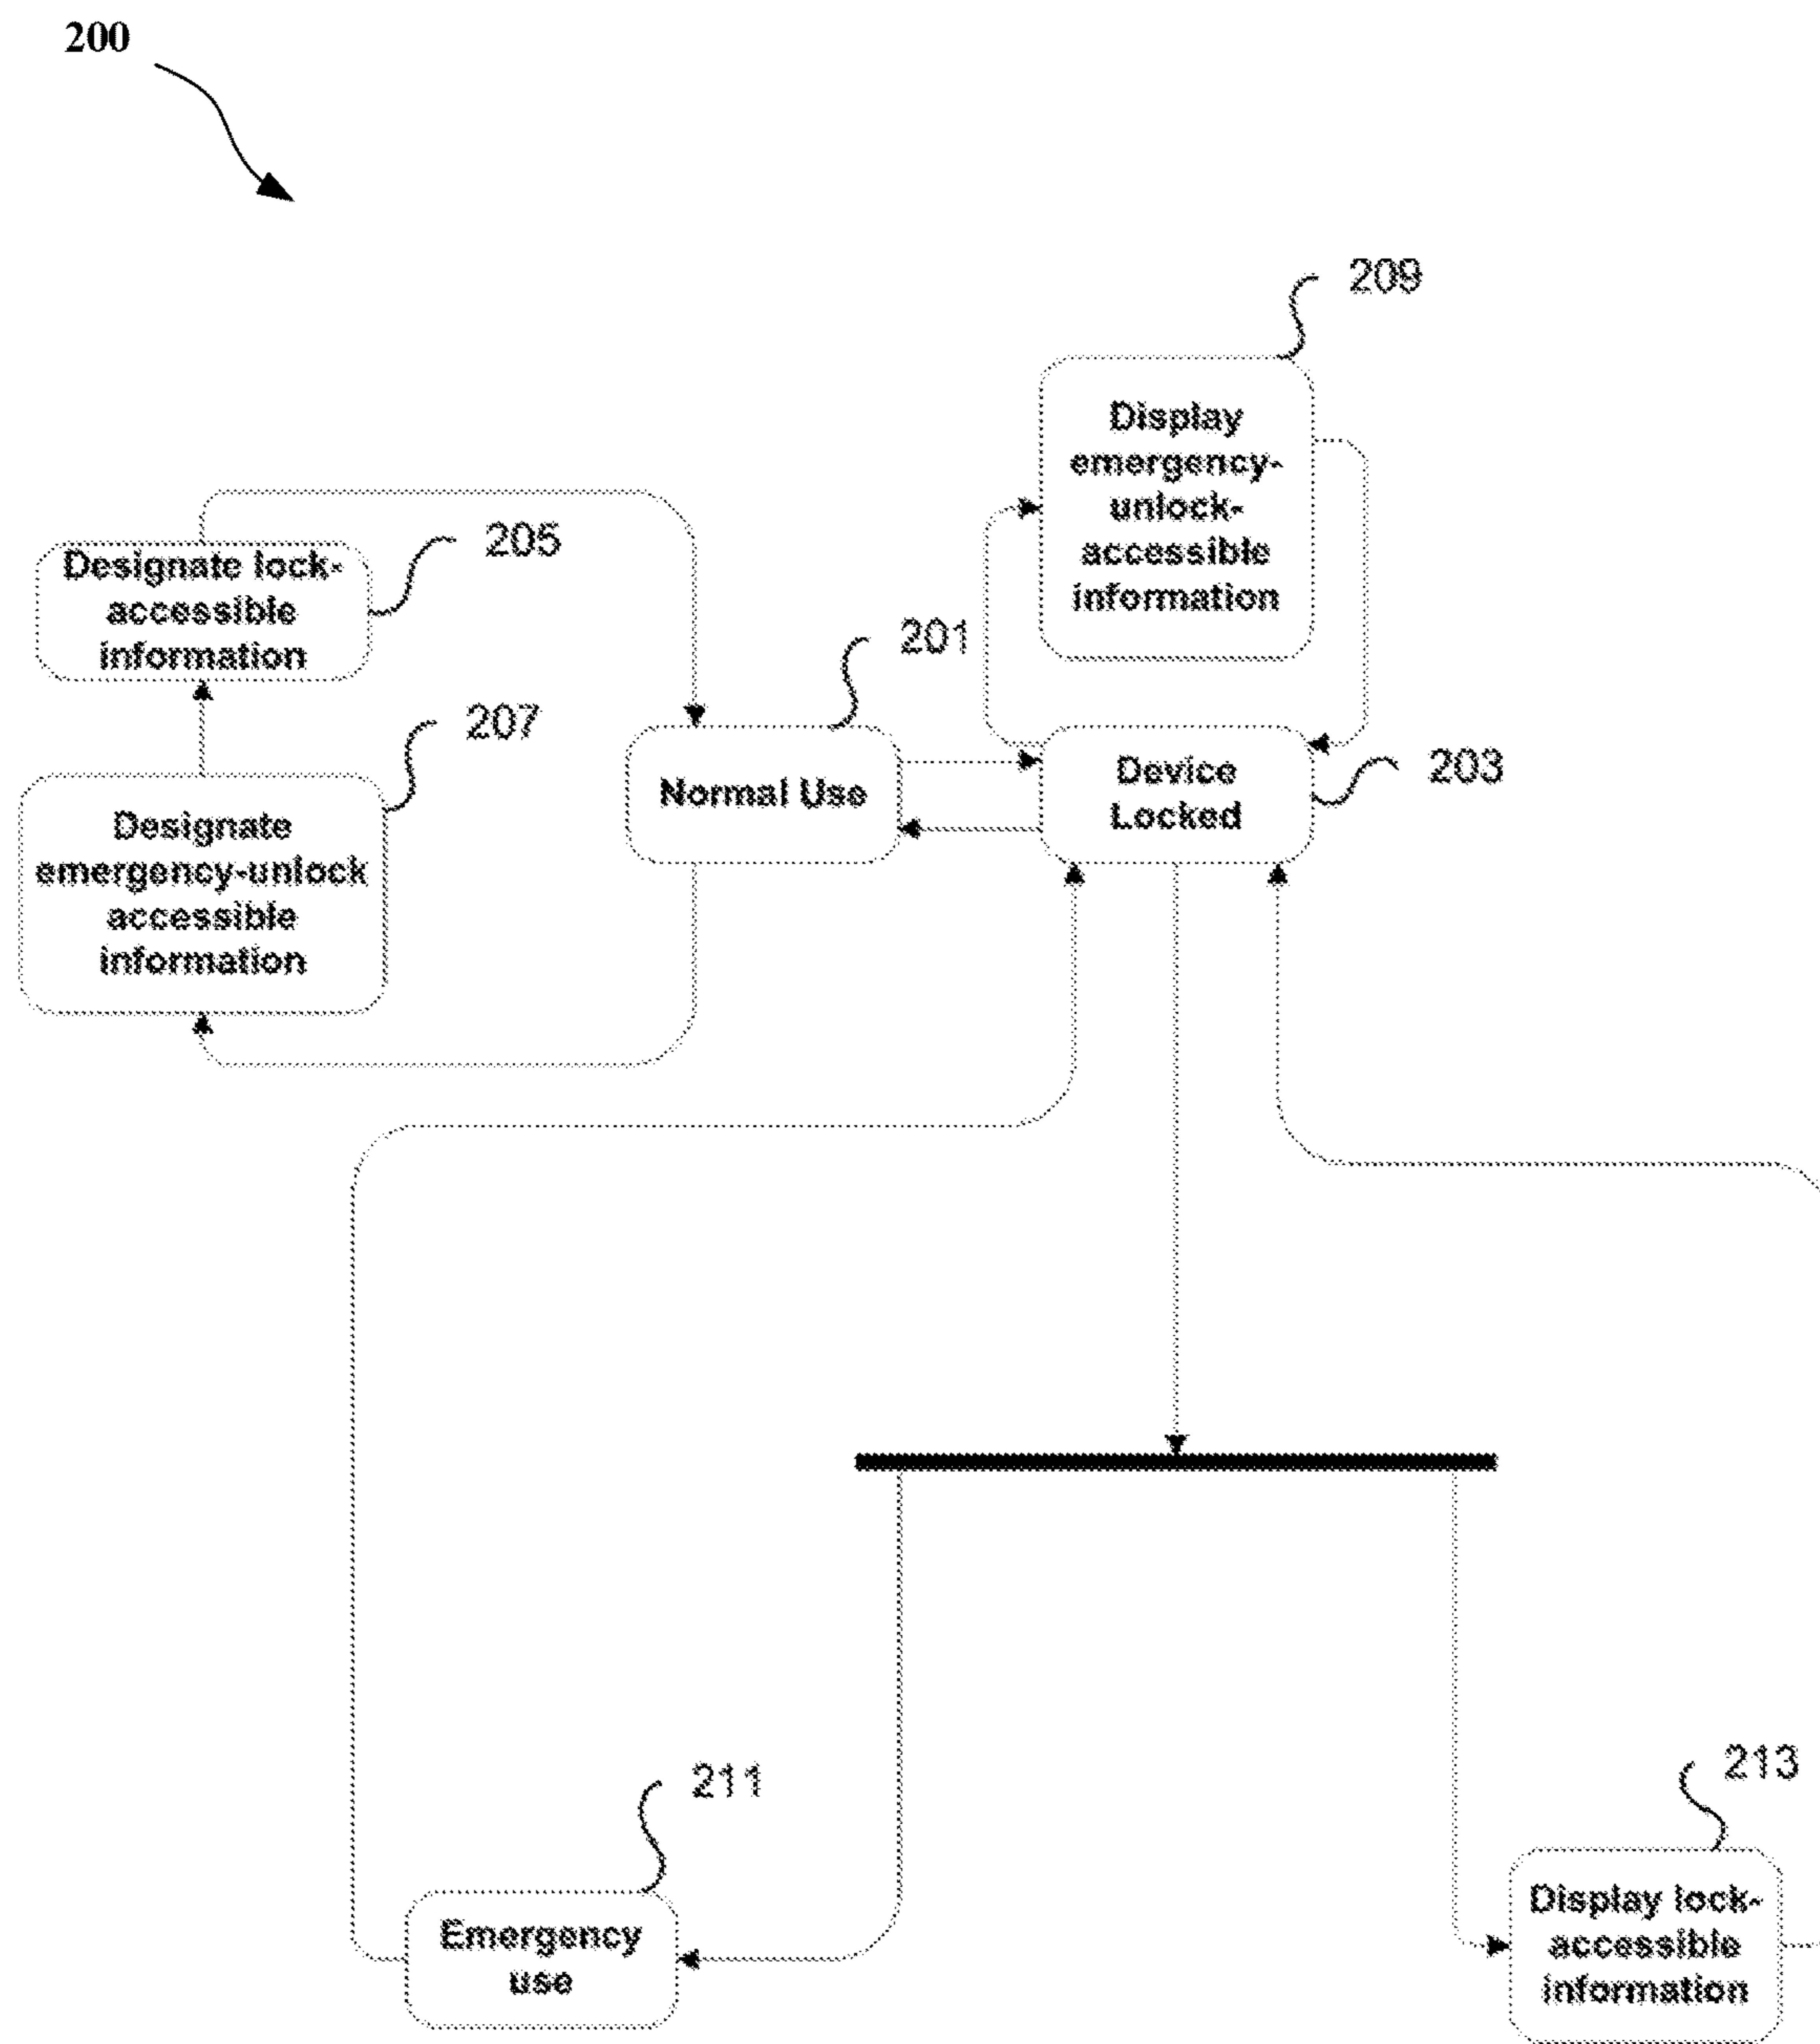 200
209
Display
emergency-
unlock-
accessible
information
205
Designate lock-
accessible
information
201
Normal Use
207
Designate
emergency-unlock
accessible
information
203
Device
Locked
211
Emergency
use
213
Display lock-
accessible
information